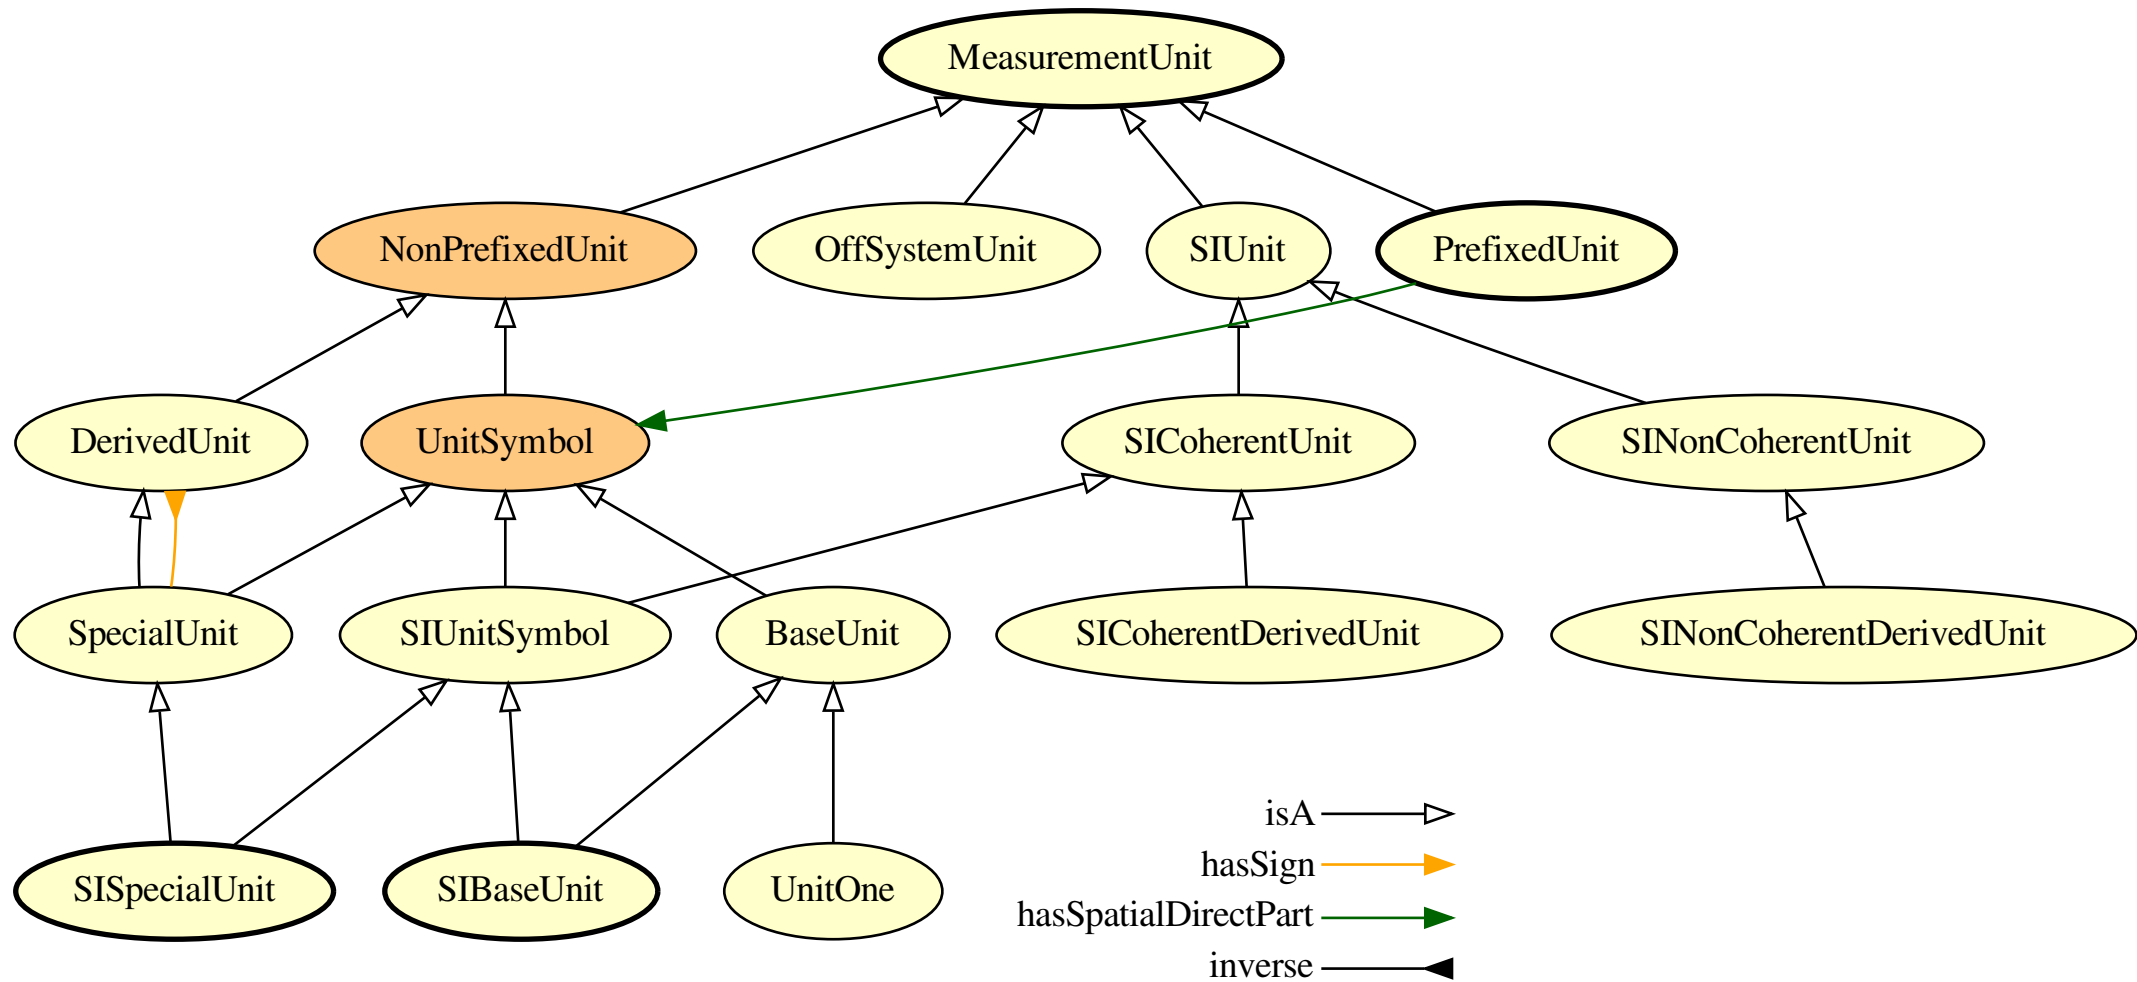 MeasurementUnit
NonPrefixedUnit
OffSystemUnit
SIUnit
PrefixedUnit
DerivedUnit
UnitSymbol
SICoherentUnit
SINonCoherentUnit
SpecialUnit
SIUnitSymbol
BaseUnit
SICoherentDerivedUnit
SINonCoherentDerivedUnit
SISpecialUnit
SIBaseUnit
UnitOne
isA
hasSign
hasSpatialDirectPart
inverse